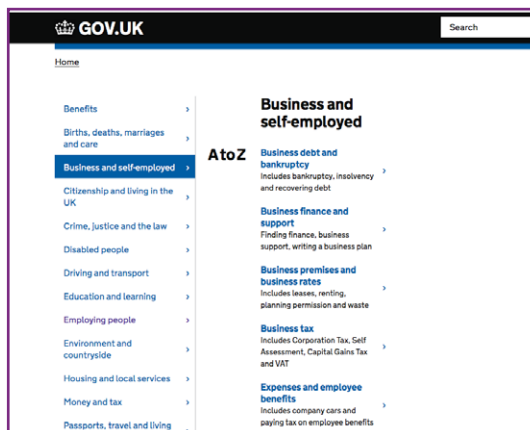 GOV.UK
Search
Home
Benefits
Births, deaths, marriages
and care
Business and self-employed
Citizenship and living in the
UK
Crime, justice and the law
Disabled people
Driving and transport
Education and learning
Employing people
Environment and
countryside
Housing and local services
Money and tax
Passports, travel and living
A to Z
Business and
self-employed
Business debt and
bankruptcy
Includes bankruptcy, insolvency
and recovering debt
Business finance and
support
Finding finance, business
support, writing a business plan
Business premises and
business rates
Includes leases, renting,
planning permission and waste
Business tax
Includes Corporation Tax, Self
Assessment, Capital Gains Tax
and VAT
Expenses and employee
benefits
Includes company cars and
paying tax on employee benefits